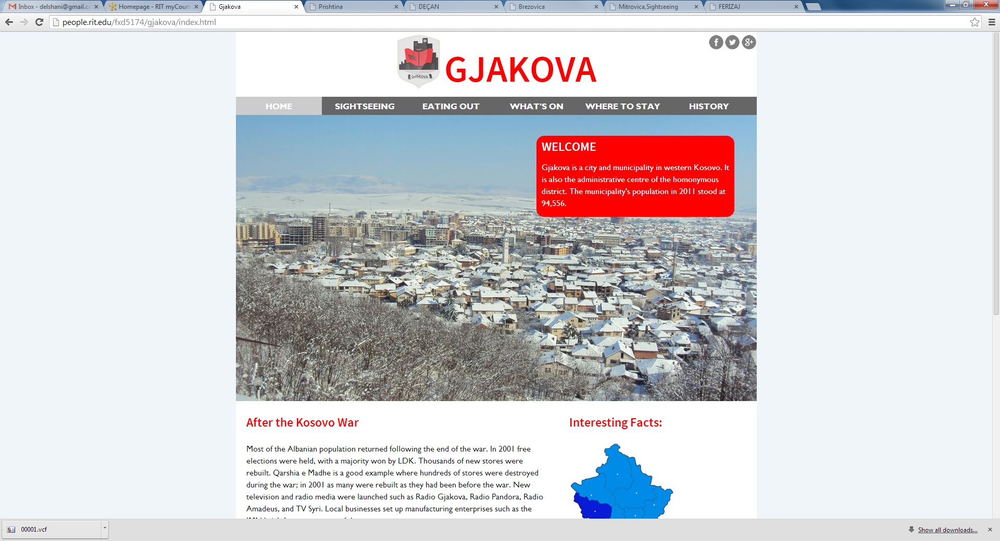 Inbox - delshani@gmail.c
Homepage - RIT myCours
Gjakova
Prishtina
DEÇAN
Brezovica
Mitrovica,Sightseeing
FERIZAJ
people.rit.edu/fxd5174/gjakova/index.html
GJAKOVA
GJAKOVA
HOME SIGHTSEEING EATING OUT WHAT'S ON WHERE TO STAY HISTORY
WELCOME
Gjakova is a city and municipality in western Kosovo. It
is also the administrative centre of the homonymous
district. The municipality's population in 2011 stood at
94,556.
After the Kosovo War
Most of the Albanian population returned following the end of the war. In 2001 free
elections were held, with a majority won by LDK. Thousands of new stores were
rebuilt. Qarshia e Madhe is a good example where hundreds of stores were destroyed
during the war; in 2001 as many were rebuilt as they had been before the war. New
television and radio media were launched such as Radio Gjakova, Radio Pandora, Radio
Amadeus, and TV Syri. Local businesses set up manufacturing enterprises such as the
Interesting Facts:
00001.vcf
Show all downloads...